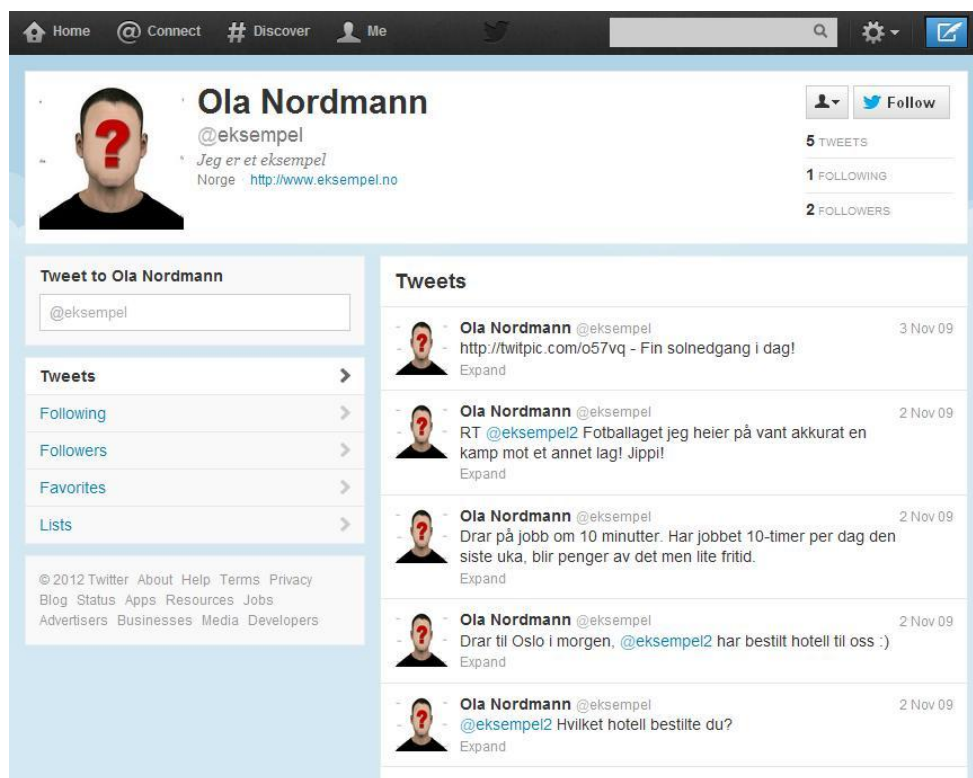 Home @ Connect # Discover Me
Ola Nordmann
@eksempel
Jeg er et eksempel
Norge · http://www.eksempel.no
Follow
5 TWEETS
1 FOLLOWING
2 FOLLOWERS
Tweet to Ola Nordmann
@eksempel
Tweets
Following
Followers
Favorites
Lists
© 2012 Twitter About Help Terms Privacy
Blog Status Apps Resources Jobs
Advertisers Businesses Media Developers
Tweets
Ola Nordmann @eksempel 3 Nov 09
http://twitpic.com/o57vq - Fin solnedgang i dag!
Expand
Ola Nordmann @eksempel 2 Nov 09
RT @eksempel2 Fotballaget jeg heier på vant akkurat en
kamp mot et annet lag! Jippi!
Expand
Ola Nordmann @eksempel 2 Nov 09
Drar på jobb om 10 minutter. Har jobbet 10-timer per dag den
siste uka, blir penger av det men lite fritid.
Expand
Ola Nordmann @eksempel 2 Nov 09
Drar til Oslo i morgen, @eksempel2 har bestilt hotell til oss :)
Expand
Ola Nordmann @eksempel 2 Nov 09
@eksempel2 Hvilket hotell bestilte du?
Expand